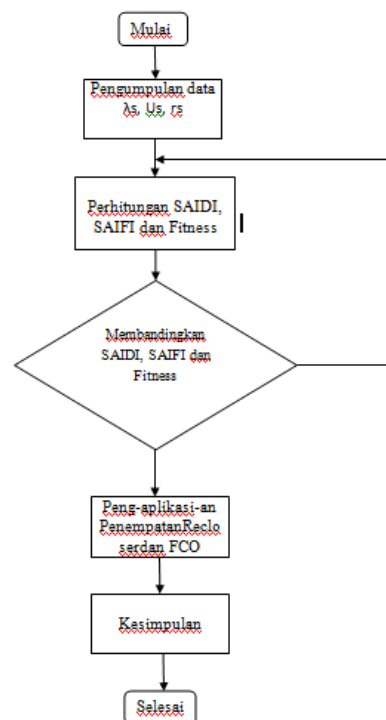 Mulai
Pengumpulan data
λs, Us, rs
Perhitungan SAIDI,
SAIFI dan Fitness
Membandingkan
SAIDI, SAIFI dan
Fitness
Peng-aplikasi-an
PenempatanReclo
serdan FCO
Kesimpulan
Selesai